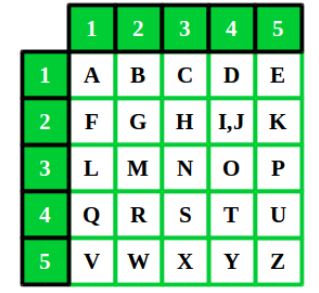 1 2 3 4 5
1 A B C D E
2 F G H I,J K
3 L M N O P
4 Q R S T U
5 V W X Y Z